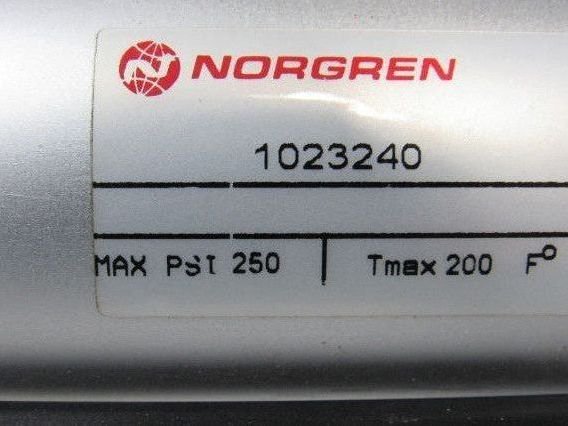 NORGREN
1023240
MAX PSI 250 | Tmax 200 F°